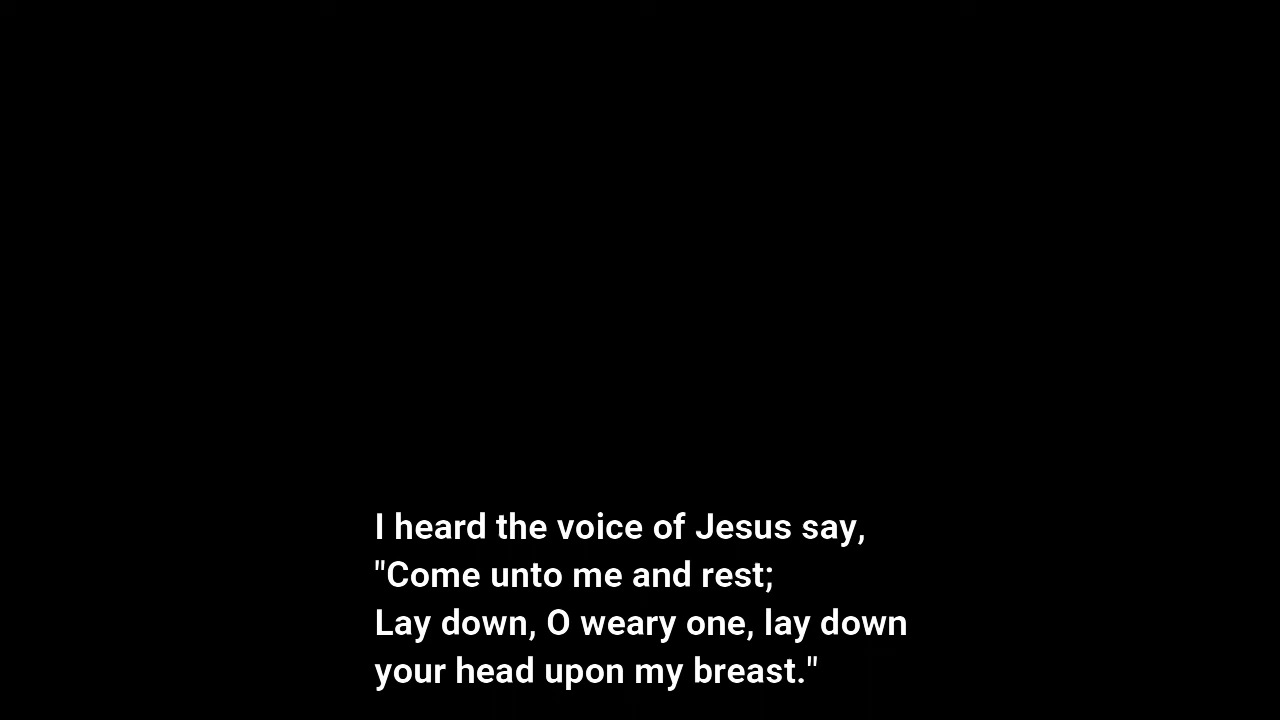 I heard the voice of Jesus say,
"Come unto me and rest;
Lay down, O weary one, lay down
your head upon my breast."